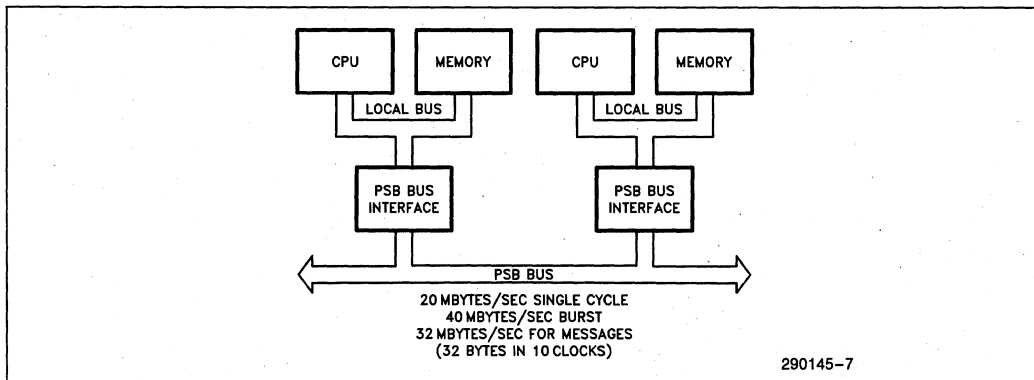 CPU
MEMORY
CPU
MEMORY
LOCAL BUS
LOCAL BUS
PSB BUS
INTERFACE
PSB BUS
INTERFACE
PSB BUS
20 MBYTES/SEC SINGLE CYCLE
40 MBYTES/SEC BURST
32 MBYTES/SEC FOR MESSAGES
(32 BYTES IN 10 CLOCKS)
290145-7